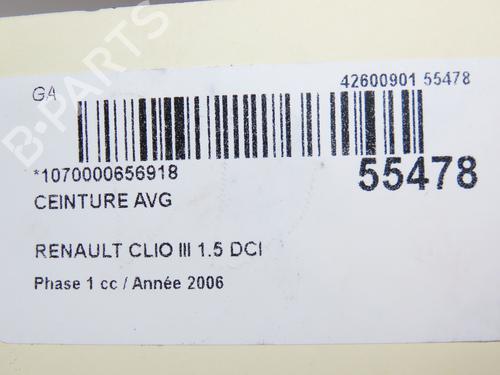 B-PARTS
GA
42600901 55478
*1070000656918
55478
CEINTURE AVG
RENAULT CLIO III 1.5 DCI
Phase 1 cc / Année 2006